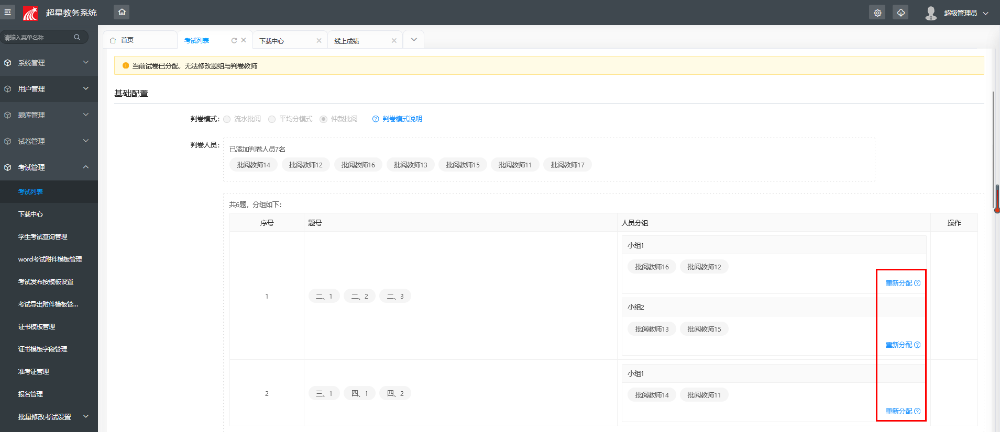 超星教务系统
超级管理员
请输入菜单名称
首页
考试列表
下载中心
线上成绩
系统管理
用户管理
题库管理
试卷管理
考试管理
考试列表
下载中心
学生考试查询管理
word考试附件模板管理
考试发布按模板设置
考试导出附件模板管...
证书模板管理
证书模板字段管理
准考证管理
报名管理
批量修改考试设置
当前试卷已分配，无法修改题组与判卷教师
基础配置
判卷模式： 流水批阅 平均分模式 仲裁批阅 判卷模式说明
判卷人员：
已添加判卷人员7名
批阅教师14 批阅教师12 批阅教师16 批阅教师13 批阅教师15 批阅教师11 批阅教师17
共6题，分组如下：
序号 题号 人员分组 操作
1
二、1 二、2 二、3
小组1
批阅教师16 批阅教师12
重新分配
小组2
批阅教师13 批阅教师15
重新分配
2
三、1 四、1 四、2
小组1
批阅教师14 批阅教师11
重新分配